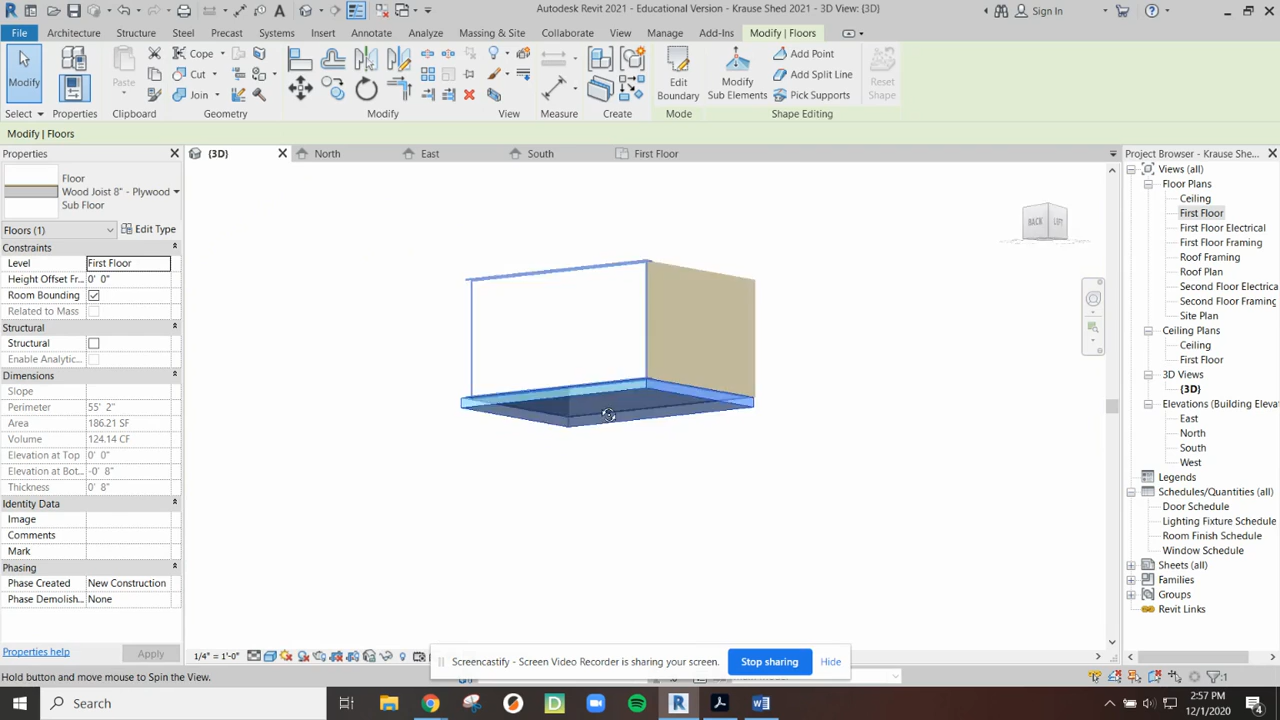 Autodesk Revit 2021 - Educational Version - Krause Shed 2021 - 3D View: {3D}
Sign In
File Architecture Structure Steel Precast Systems Insert Annotate Analyze Massing & Site Collaborate View Manage Add-Ins Modify | Floors
Modify
Paste
Cope
Cut
Join
Edit Boundary
Modify Sub Elements
Add Point
Add Split Line
Pick Supports
Reset Shape
Select Properties Clipboard Geometry Modify View Measure Create Mode Shape Editing
Modify | Floors
Properties
{3D} North East South First Floor
Project Browser - Krause She...
Floor
Wood Joist 8" - Plywood
Sub Floor
Floors (1) Edit Type
Constraints
Level First Floor
Height Offset Fr... 0' 0"
Room Bounding
Related to Mass
Structural
Structural
Enable Analytic...
Dimensions
Slope
Perimeter 55' 2"
Area 186.21 SF
Volume 124.14 CF
Elevation at Top 0' 0"
Elevation at Bot... -0' 8"
Thickness 0' 8"
Identity Data
Image
Comments
Mark
Phasing
Phase Created New Construction
Phase Demolish... None
Properties help Apply
BACK LEFT
Views (all)
Floor Plans
Ceiling
First Floor
First Floor Electrical
First Floor Framing
Roof Framing
Roof Plan
Second Floor Electrica
Second Floor Framing
Site Plan
Ceiling Plans
Ceiling
First Floor
3D Views
{3D}
Elevations (Building Elevat
East
North
South
West
Legends
Schedules/Quantities (all)
Door Schedule
Lighting Fixture Schedule
Room Finish Schedule
Window Schedule
Sheets (all)
Families
Groups
Revit Links
1/4" = 1'-0"
Screencastify - Screen Video Recorder is sharing your screen. Stop sharing Hide
Hold button and move mouse to Spin the View.
:1
Search
2:57 PM
12/1/2020
4